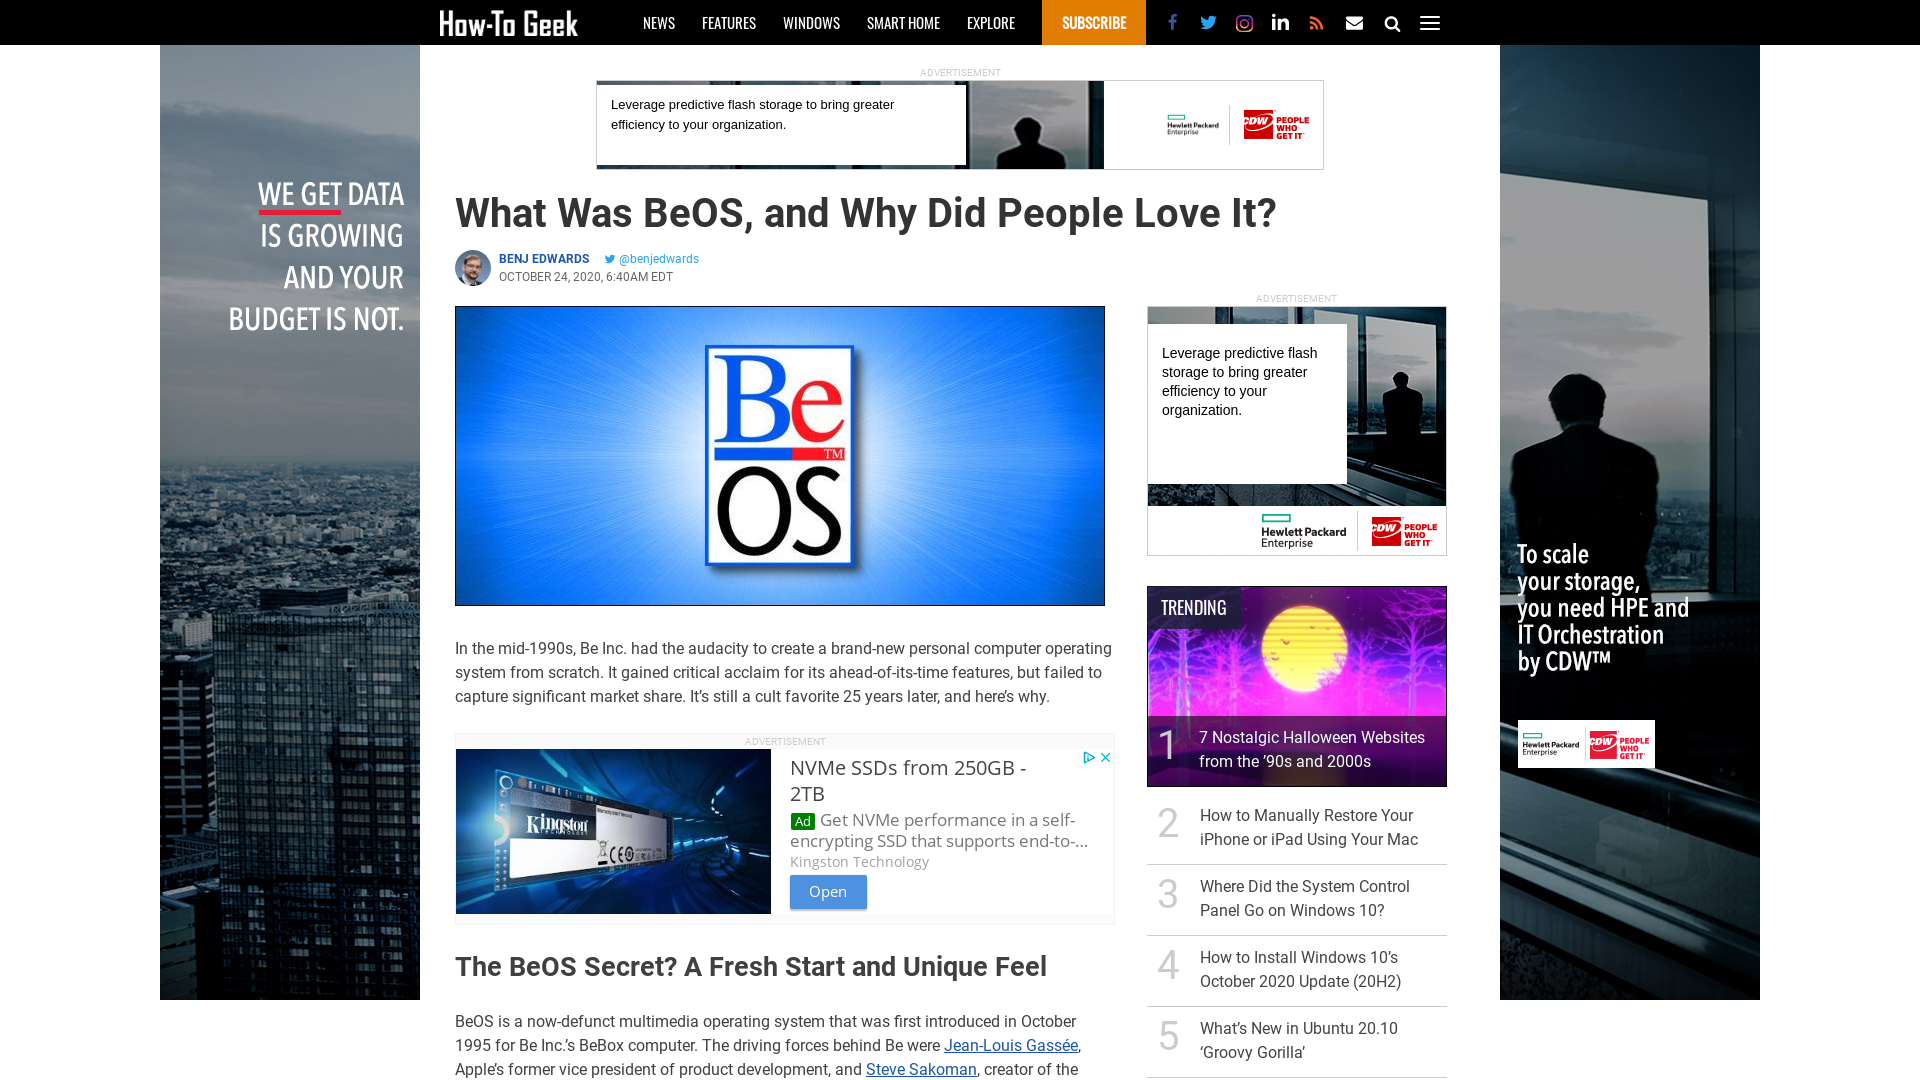 How-To Geek
NEWS
FEATURES
WINDOWS
SMART HOME
EXPLORE
SUBSCRIBE
ADVERTISEMENT
Leverage predictive flash storage to bring greater
efficiency to your organization.
Hewlett Packard
Enterprise
CDW PEOPLE
WHO
GET IT
WE GET DATA
IS GROWING
AND YOUR
BUDGET IS NOT.
What Was BeOS, and Why Did People Love It?
BENJ EDWARDS
@benjedwards
OCTOBER 24, 2020, 6:40AM EDT
Be
TM
OS
In the mid-1990s, Be Inc. had the audacity to create a brand-new personal computer operating
system from scratch. It gained critical acclaim for its ahead-of-its-time features, but failed to
capture significant market share. It’s still a cult favorite 25 years later, and here’s why.
ADVERTISEMENT
Kingston
TECHNOLOGY
NVMe SSDs from 250GB -
2TB
Ad Get NVMe performance in a self-
encrypting SSD that supports end-to-...
Kingston Technology
Open
The BeOS Secret? A Fresh Start and Unique Feel
BeOS is a now-defunct multimedia operating system that was first introduced in October
1995 for Be Inc.’s BeBox computer. The driving forces behind Be were Jean-Louis Gassée,
Apple’s former vice president of product development, and Steve Sakoman, creator of the
ADVERTISEMENT
Leverage predictive flash
storage to bring greater
efficiency to your
organization.
Hewlett Packard
Enterprise
CDW PEOPLE
WHO
GET IT
TRENDING
1
7 Nostalgic Halloween Websites
from the ’90s and 2000s
2
How to Manually Restore Your
iPhone or iPad Using Your Mac
3
Where Did the System Control
Panel Go on Windows 10?
4
How to Install Windows 10’s
October 2020 Update (20H2)
5
What’s New in Ubuntu 20.10
‘Groovy Gorilla’
To scale
your storage,
you need HPE and
IT Orchestration
by CDW™
Hewlett Packard
Enterprise
CDW PEOPLE
WHO
GET IT